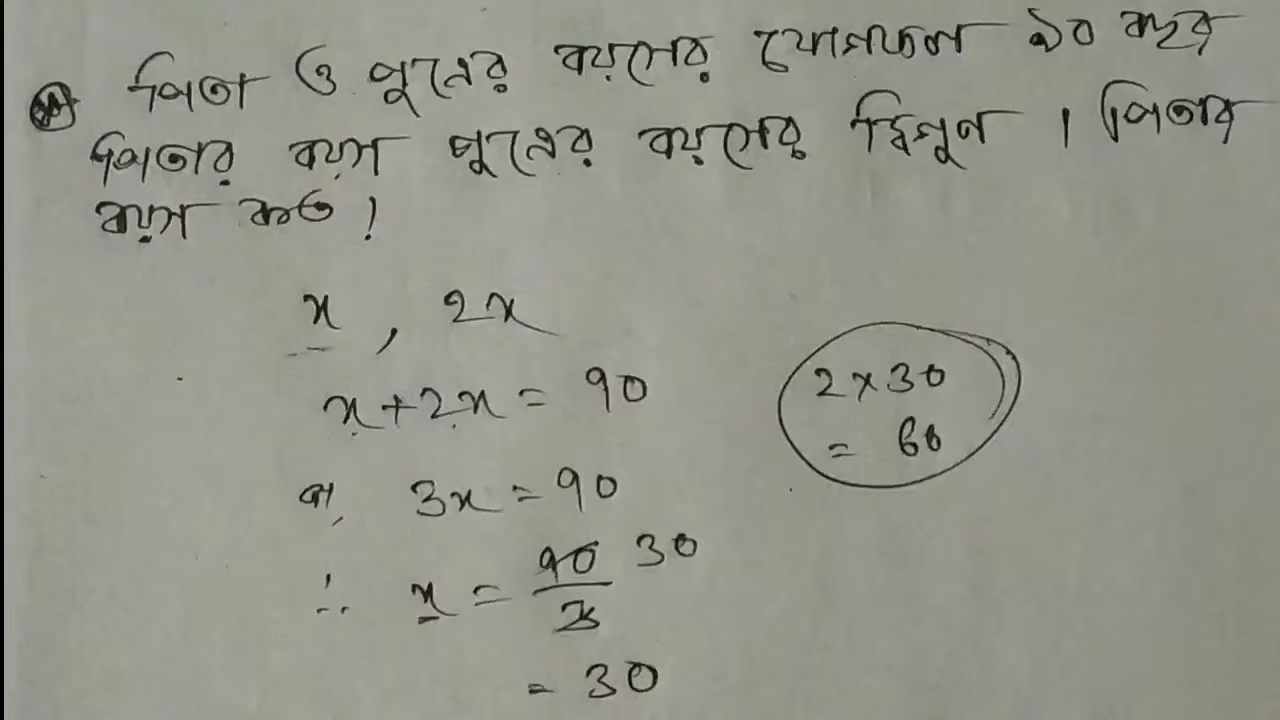 পিতা ও পুত্রের বয়সের যোগফল ৯০ বছর
পিতার বয়স পুত্রের বয়সের দ্বিগুন । পিতার
বয়স কত ?
x , 2x
x + 2x = 90
বা, 3x = 90
∴ x = 90/3 30
= 30
2 × 30
= 60